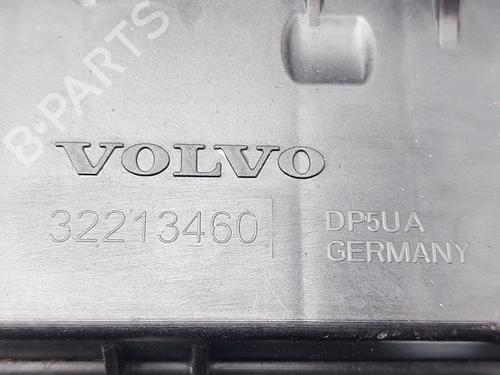 B-PARTS
VOLVO
32213460 DP5UA
GERMANY